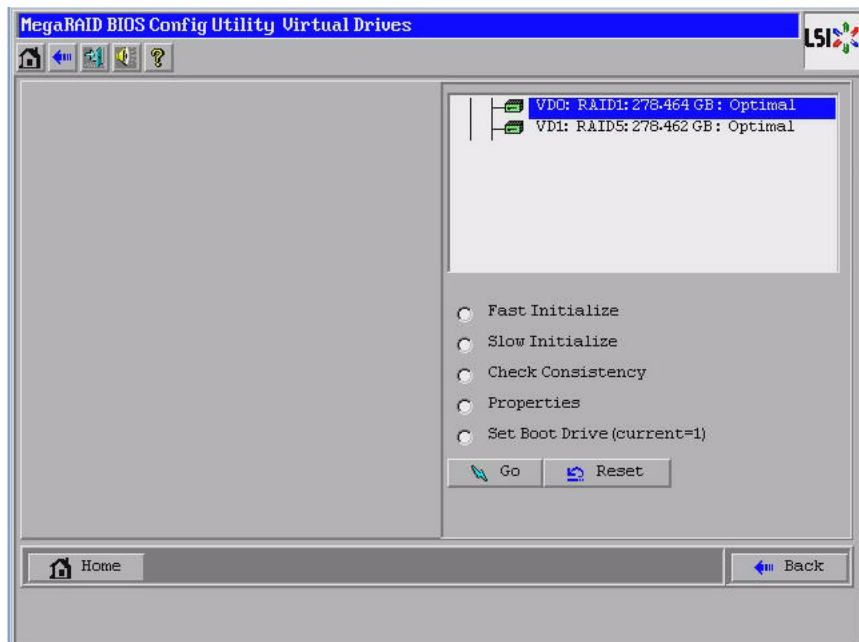 MegaRAID BIOS Config Utility Virtual Drives
LSI
VD0: RAID1: 278.464 GB: Optimal
VD1: RAID5: 278.462 GB: Optimal
Fast Initialize
Slow Initialize
Check Consistency
Properties
Set Boot Drive (current=1)
Go
Reset
Home
Back